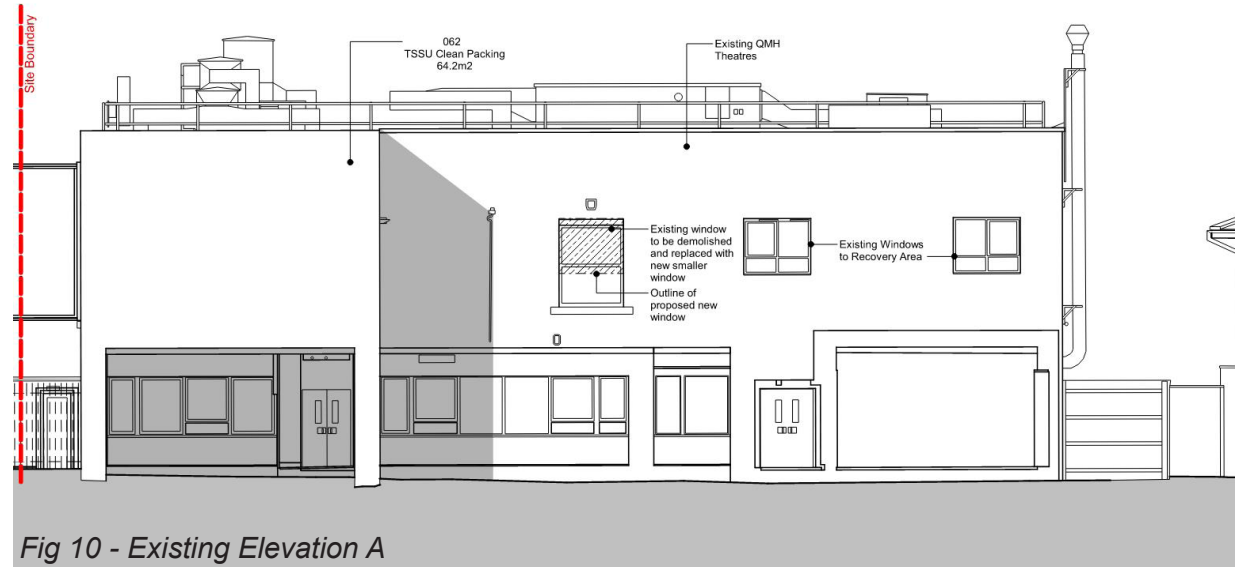 Site Boundary
062
TSSU Clean Packing
64.2m2
Existing QMH
Theatres
Existing window
to be demolished
and replaced with
new smaller
window
Outline of
proposed new
window
Existing Windows
to Recovery Area
Fig 10 - Existing Elevation A